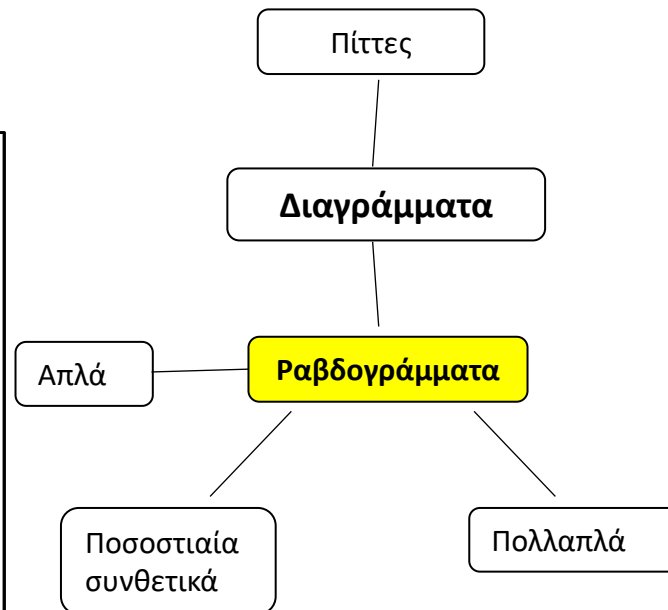 Πίττες
Διαγράμματα
Απλά
Ραβδογράμματα
Ποσοστιαία
συνθετικά
Πολλαπλά